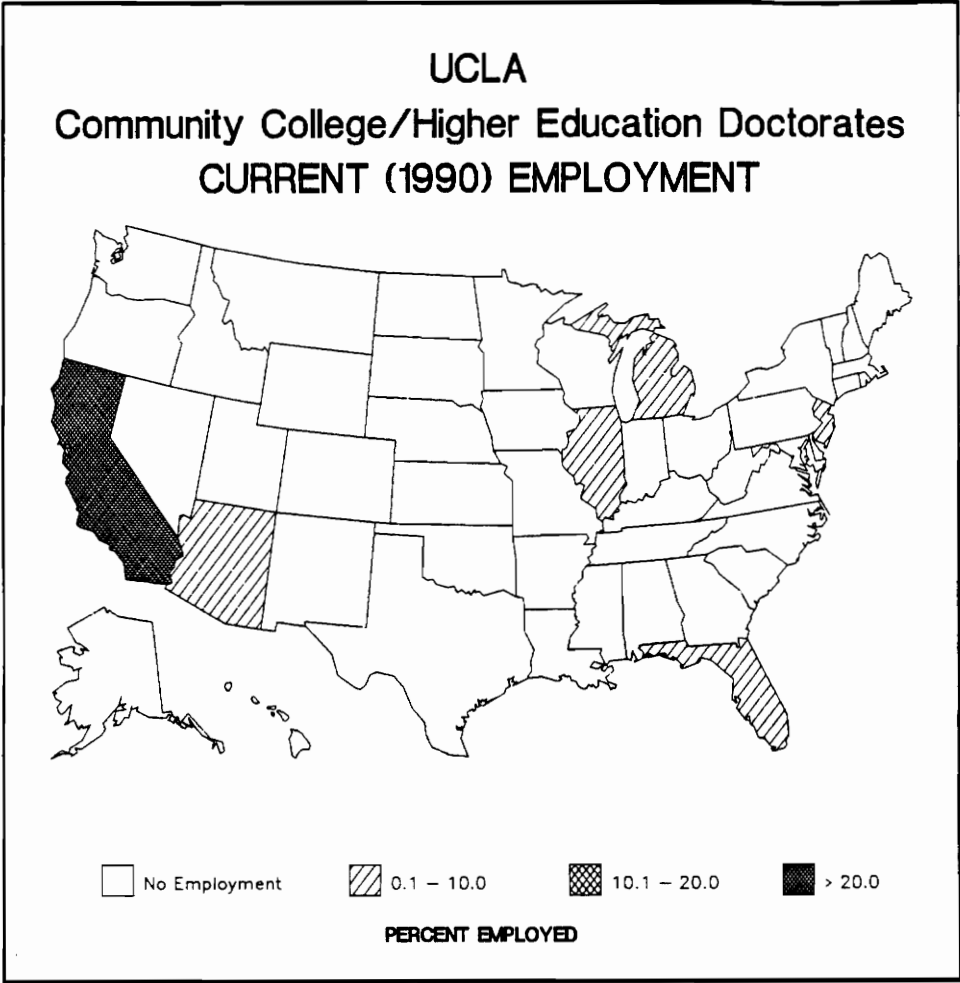 UCLA
Community College/Higher Education Doctorates
CURRENT (1990) EMPLOYMENT
No Employment
0.1 – 10.0
10.1 – 20.0
> 20.0
PERCENT EMPLOYED